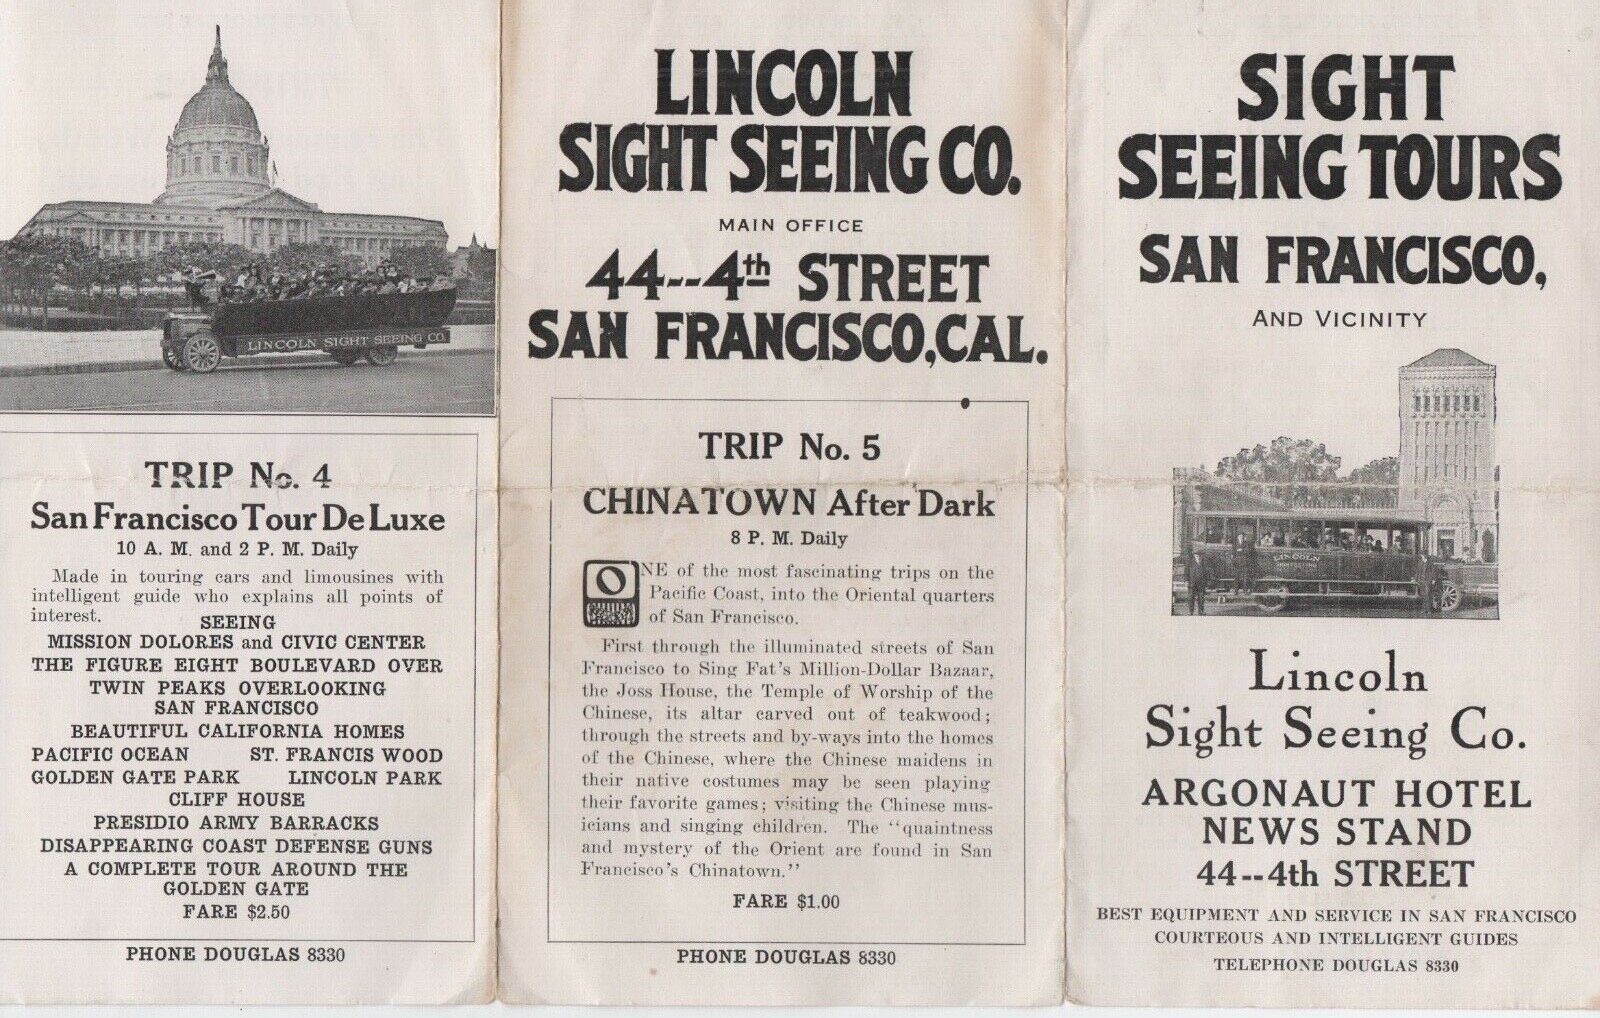 LINCOLN SIGHT SEEING CO.
TRIP No. 4
San Francisco Tour De Luxe
10 A. M. and 2 P. M. Daily
Made in touring cars and limousines with
intelligent guide who explains all points of
interest.
SEEING
MISSION DOLORES and CIVIC CENTER
THE FIGURE EIGHT BOULEVARD OVER
TWIN PEAKS OVERLOOKING
SAN FRANCISCO
BEAUTIFUL CALIFORNIA HOMES
PACIFIC OCEAN ST. FRANCIS WOOD
GOLDEN GATE PARK LINCOLN PARK
CLIFF HOUSE
PRESIDIO ARMY BARRACKS
DISAPPEARING COAST DEFENSE GUNS
A COMPLETE TOUR AROUND THE
GOLDEN GATE
FARE $2.50
PHONE DOUGLAS 8330
LINCOLN
SIGHT SEEING CO.
MAIN OFFICE
44--4th STREET
SAN FRANCISCO, CAL.
TRIP No. 5
CHINATOWN After Dark
8 P. M. Daily
ONE of the most fascinating trips on the
Pacific Coast, into the Oriental quarters
of San Francisco.
First through the illuminated streets of San
Francisco to Sing Fat's Million-Dollar Bazaar,
the Joss House, the Temple of Worship of the
Chinese, its altar carved out of teakwood;
through the streets and by-ways into the homes
of the Chinese, where the Chinese maidens in
their native costumes may be seen playing
their favorite games; visiting the Chinese mus-
icians and singing children. The "quaintness
and mystery of the Orient are found in San
Francisco's Chinatown."
FARE $1.00
PHONE DOUGLAS 8330
SIGHT
SEEING TOURS
SAN FRANCISCO,
AND VICINITY
LINCOLN
Lincoln
Sight Seeing Co.
ARGONAUT HOTEL
NEWS STAND
44--4th STREET
BEST EQUIPMENT AND SERVICE IN SAN FRANCISCO
COURTEOUS AND INTELLIGENT GUIDES
TELEPHONE DOUGLAS 8330